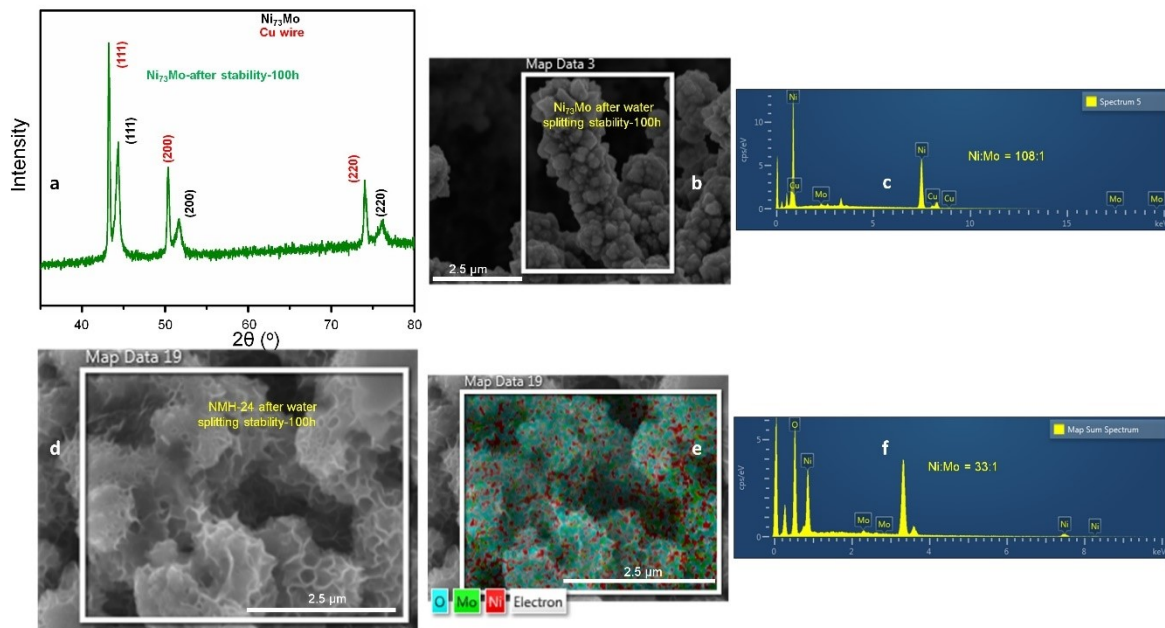 Ni₇₃Mo
Cu wire
Ni₇₃Mo-after stability-100h
(111)
(111)
(200)
(200)
(220)
(220)
a
Intensity
40
50
60
70
80
2θ (º)
Map Data 3
Ni₇₃Mo after water
splitting stability-100h
b
2.5 µm
Spectrum 5
Ni:Mo = 108:1
c
cps/eV
10
5
0
Ni
Cu
Mo
Ni
Cu
Cu
Mo
Mo
0
5
10
15
keV
Map Data 19
NMH-24 after water
splitting stability-100h
d
2.5 µm
Map Data 19
e
2.5 µm
O Mo Ni Electron
Map Sum Spectrum
Ni:Mo = 33:1
f
cps/eV
5
0
O
Ni
Mo
Mo
Ni
Ni
0
2
4
6
8
keV